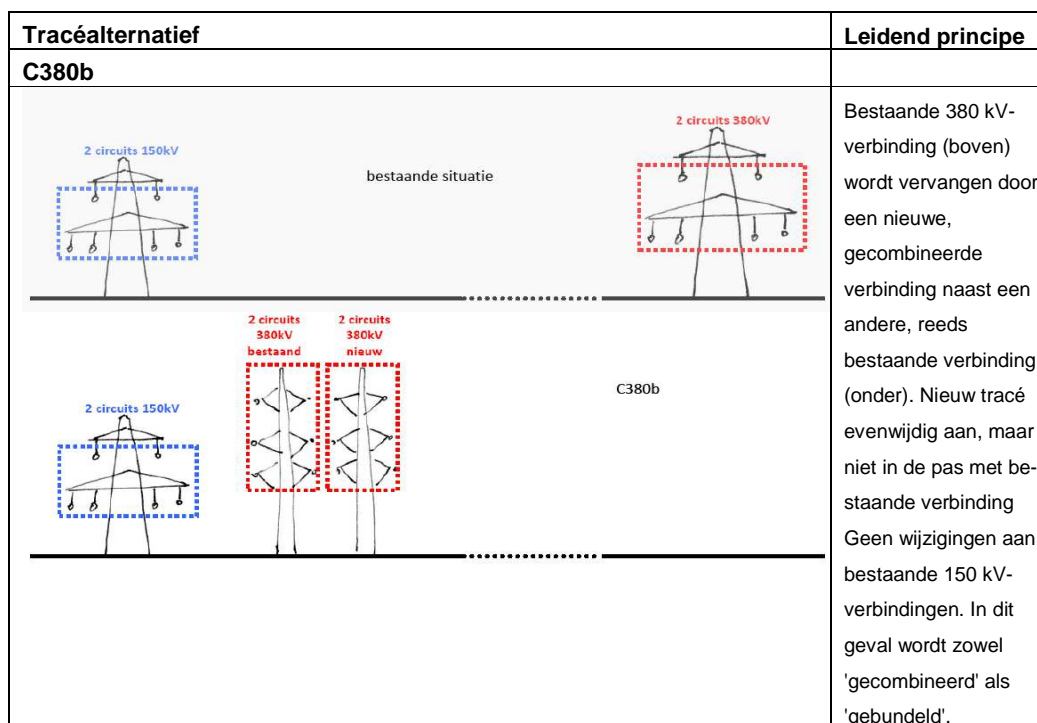 Tracéalternatief
Leidend principe
C380b
2 circuits 150kV
bestaande situatie
2 circuits 380kV
2 circuits
380kV
bestaand
2 circuits
380kV
nieuw
2 circuits 150kV
C380b
Bestaande 380 kV-
verbinding (boven)
wordt vervangen door
een nieuwe,
gecombineerde
verbinding naast een
andere, reeds
bestaande verbinding
(onder). Nieuw tracé
evenwijdig aan, maar
niet in de pas met be-
staande verbinding
Geen wijzigingen aan
bestaande 150 kV-
verbindingen. In dit
geval wordt zowel
'gecombineerd' als
'gebundeld'.